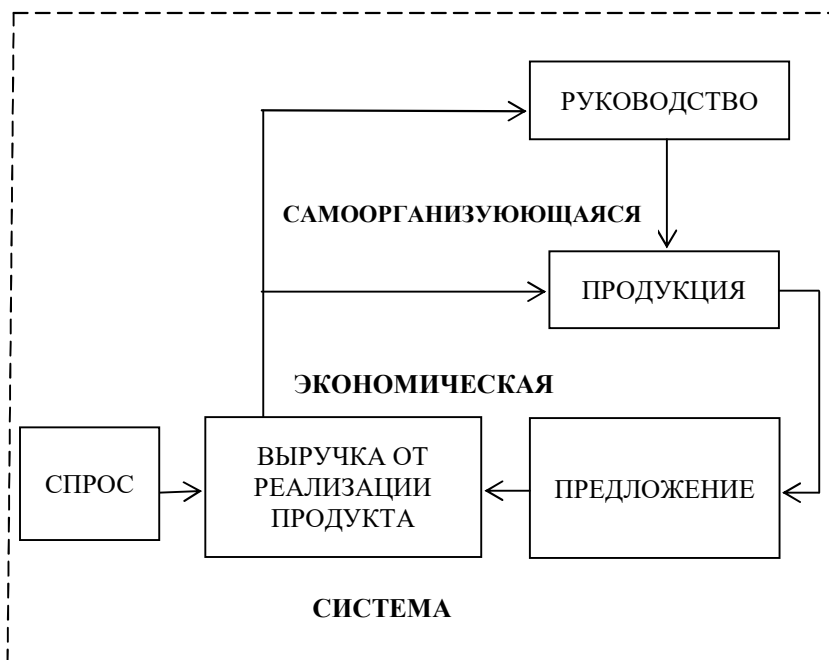 РУКОВОДСТВО
САМООРГАНИЗУЮЮЩАЯСЯ
ПРОДУКЦИЯ
ЭКОНОМИЧЕСКАЯ
СПРОС
ВЫРУЧКА ОТ
РЕАЛИЗАЦИИ
ПРОДУКТА
ПРЕДЛОЖЕНИЕ
СИСТЕМА